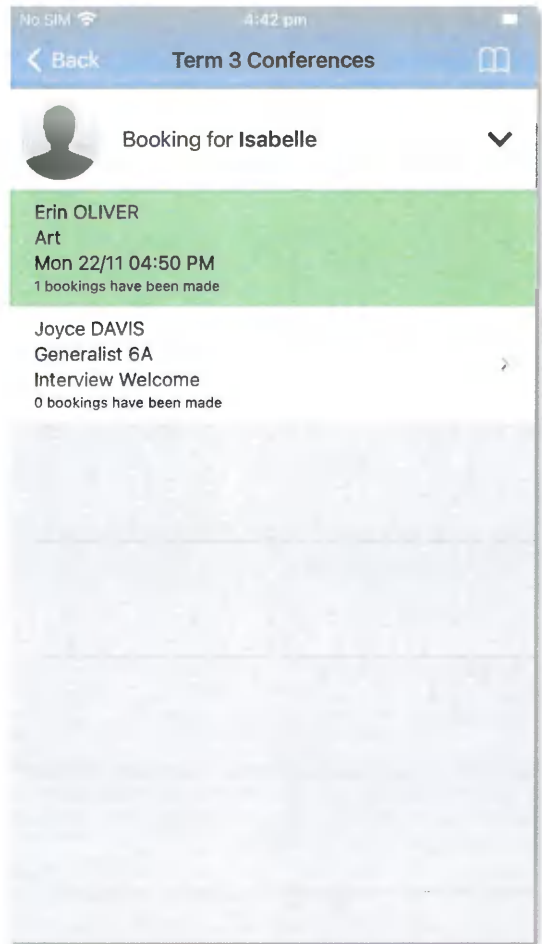 No SIM 4:42 pm
Back Term 3 Conferences
Booking for Isabelle
Erin OLIVER
Art
Mon 22/11 04:50 PM
1 bookings have been made
Joyce DAVIS
Generalist 6A
Interview Welcome
0 bookings have been made